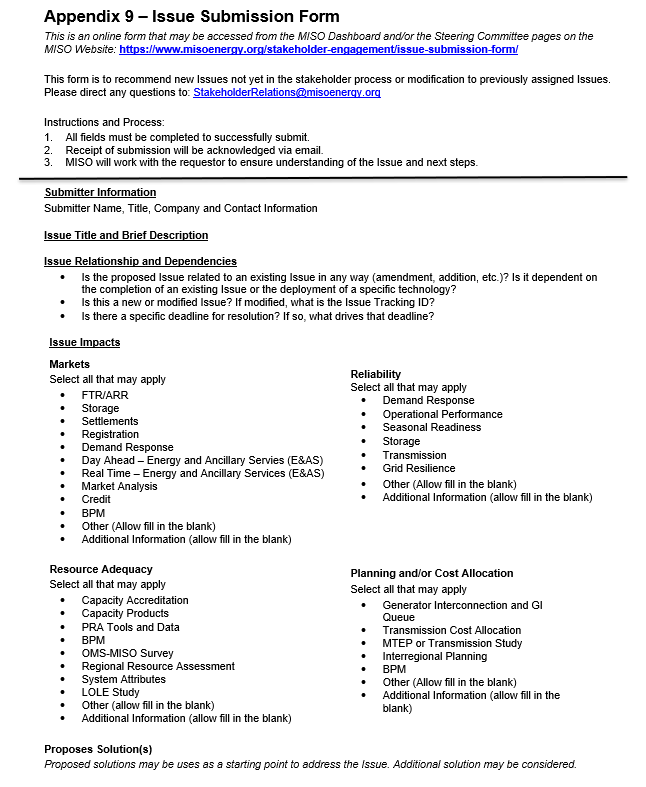 Appendix 9 – Issue Submission Form
This is an online form that may be accessed from the MISO Dashboard and/or the Steering Committee pages on the
MISO Website: https://www.misoenergy.org/stakeholder-engagement/issue-submission-form/
This form is to recommend new Issues not yet in the stakeholder process or modification to previously assigned Issues.
Please direct any questions to: StakeholderRelations@misoenergy.org
Instructions and Process:
1. All fields must be completed to successfully submit.
2. Receipt of submission will be acknowledged via email.
3. MISO will work with the requestor to ensure understanding of the Issue and next steps.
Submitter Information
Submitter Name, Title, Company and Contact Information
Issue Title and Brief Description
Issue Relationship and Dependencies
• Is the proposed Issue related to an existing Issue in any way (amendment, addition, etc.)? Is it dependent on
the completion of an existing Issue or the deployment of a specific technology?
• Is this a new or modified Issue? If modified, what is the Issue Tracking ID?
• Is there a specific deadline for resolution? If so, what drives that deadline?
Issue Impacts
Markets
Select all that may apply
• FTR/ARR
• Storage
• Settlements
• Registration
• Demand Response
• Day Ahead – Energy and Ancillary Servies (E&AS)
• Real Time – Energy and Ancillary Services (E&AS)
• Market Analysis
• Credit
• BPM
• Other (Allow fill in the blank)
• Additional Information (allow fill in the blank)
Reliability
Select all that may apply
• Demand Response
• Operational Performance
• Seasonal Readiness
• Storage
• Transmission
• Grid Resilience
• Other (Allow fill in the blank)
• Additional Information (allow fill in the blank)
Resource Adequacy
Select all that may apply
• Capacity Accreditation
• Capacity Products
• PRA Tools and Data
• BPM
• OMS-MISO Survey
• Regional Resource Assessment
• System Attributes
• LOLE Study
• Other (allow fill in the blank)
• Additional Information (allow fill in the blank)
Planning and/or Cost Allocation
Select all that may apply
• Generator Interconnection and GI
Queue
• Transmission Cost Allocation
• MTEP or Transmission Study
• Interregional Planning
• BPM
• Other (Allow fill in the blank)
• Additional Information (allow fill in the
blank)
Proposes Solution(s)
Proposed solutions may be uses as a starting point to address the Issue. Additional solution may be considered.